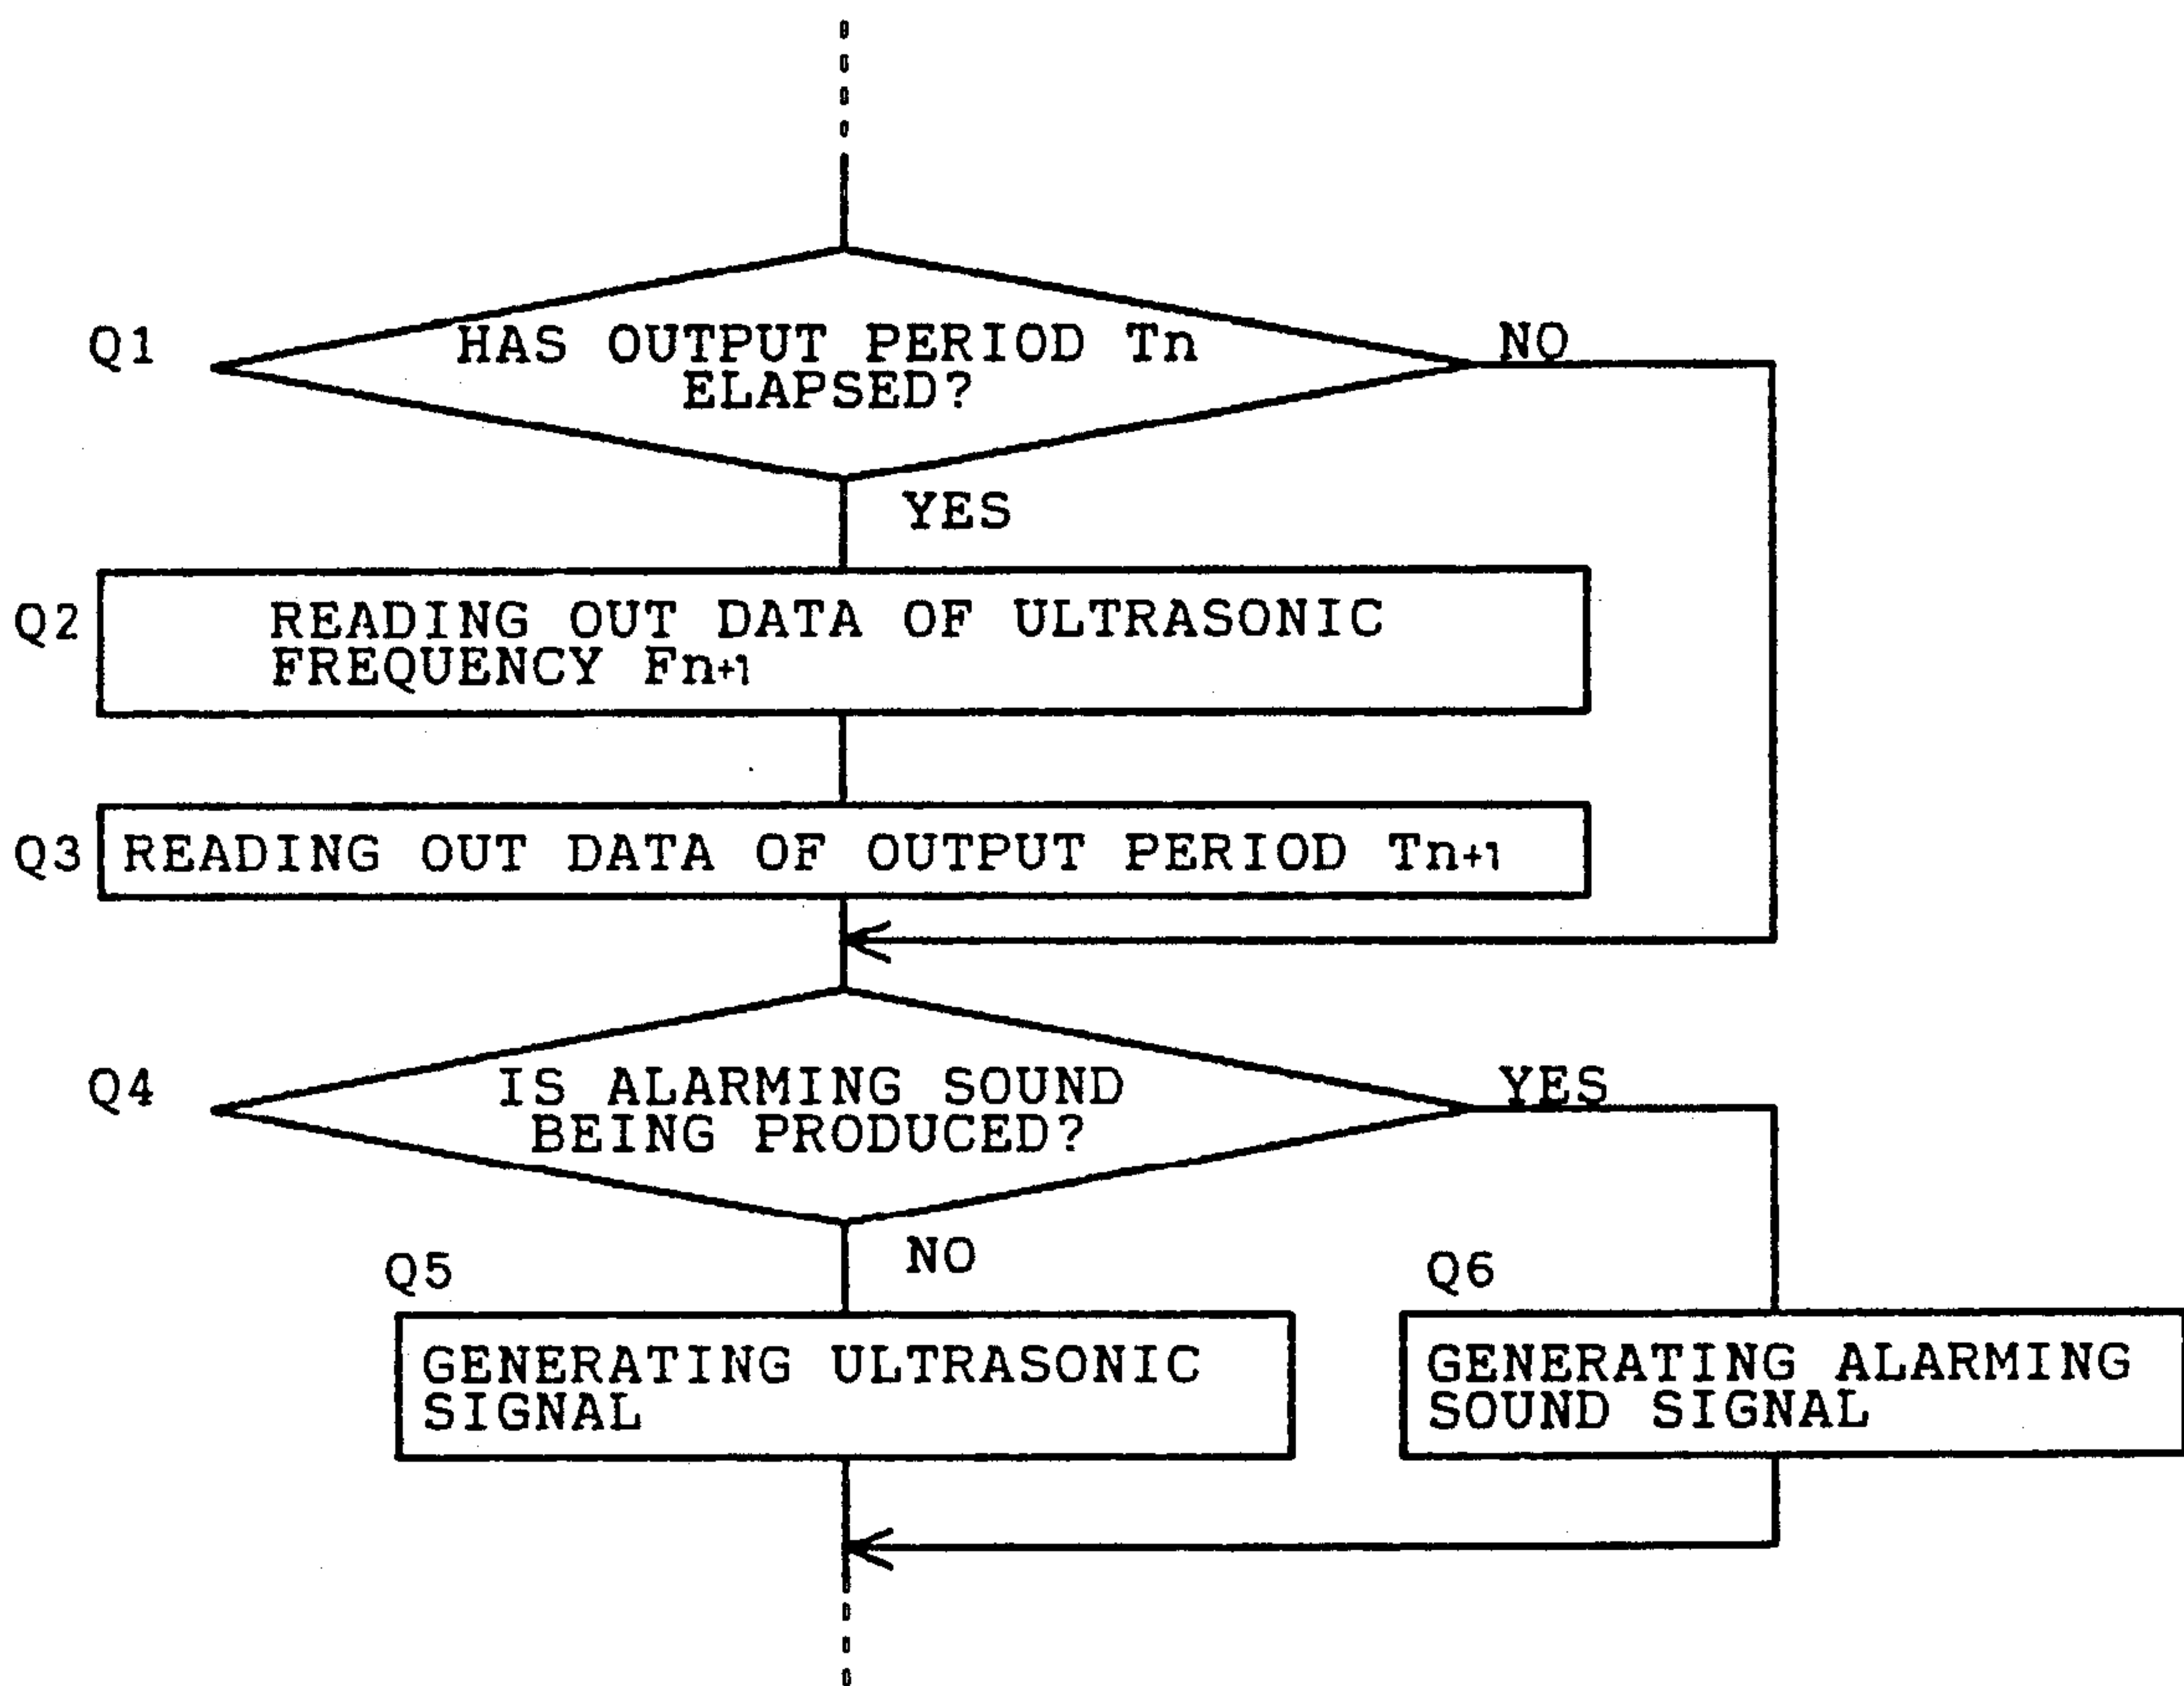 Q1
HAS OUTPUT PERIOD Tn
ELAPSED?
NO
YES
Q2
READING OUT DATA OF ULTRASONIC
FREQUENCY Fn+1
Q3
READING OUT DATA OF OUTPUT PERIOD Tn+1
Q4
IS ALARMING SOUND
BEING PRODUCED?
YES
NO
Q5
GENERATING ULTRASONIC
SIGNAL
Q6
GENERATING ALARMING
SOUND SIGNAL